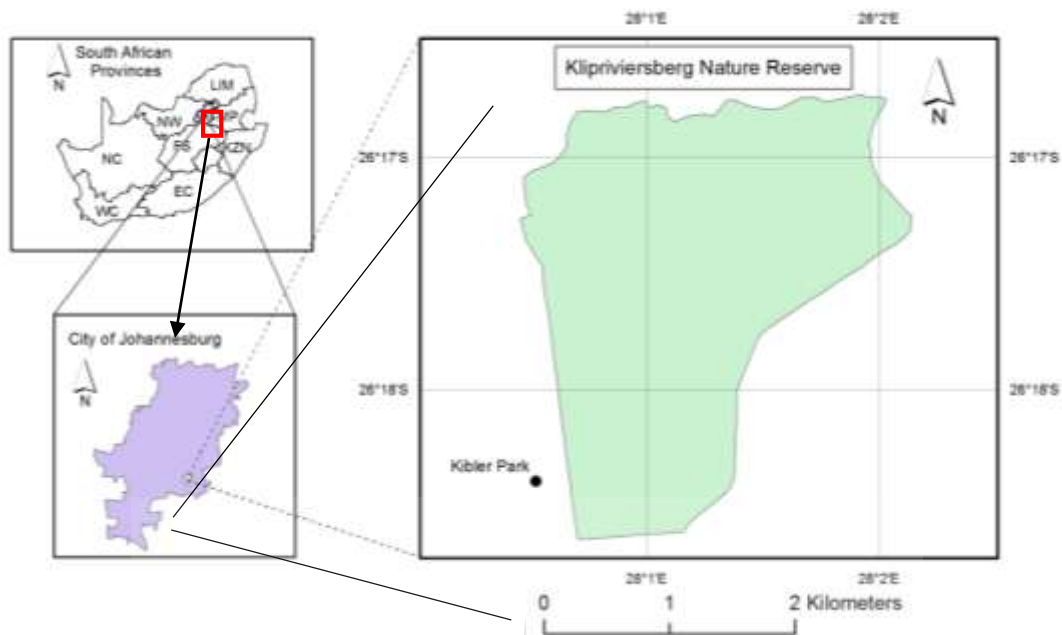 28°1'E
28°2'E
South African
Provinces
N
LIM
NW
MP
FS
KZN
NC
EC
WC
Klipriviersberg Nature Reserve
N
26°17'S
26°17'S
City of Johannesburg
N
26°18'S
26°18'S
Kibler Park
28°1'E
28°2'E
0
1
2 Kilometers